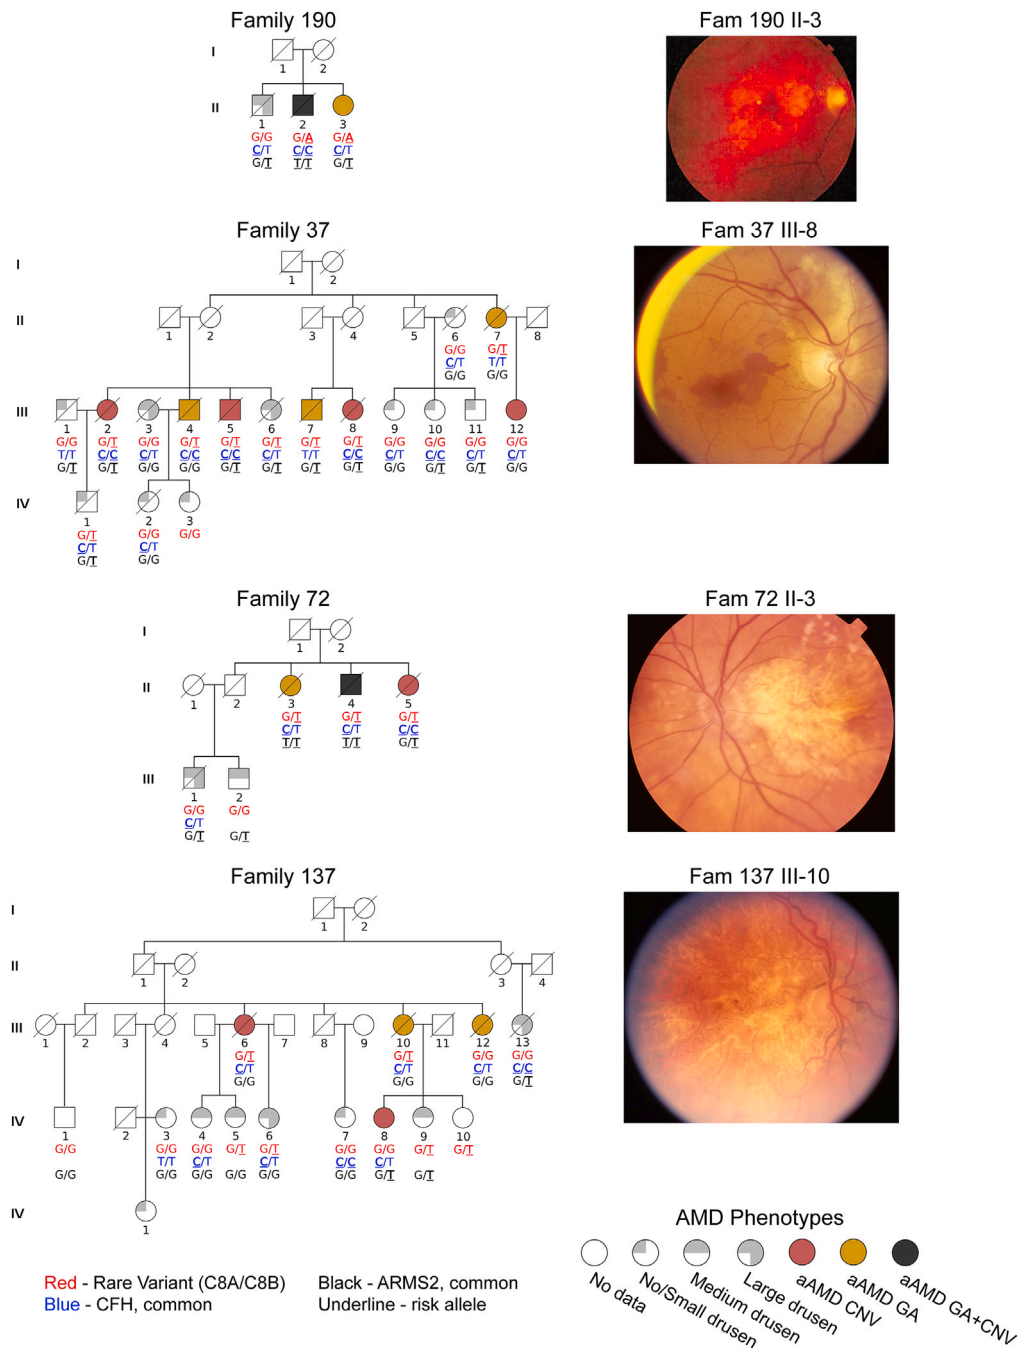 Family 190
Fam 190 II-3
I
1 2
II
1 2 3
G/G G/A G/A
C/T C/C C/T
G/T T/T G/T
Family 37
Fam 37 III-8
I
1 2
II
1 2 3 4 5 6 7 8
G/G G/T
C/T T/T
G/G G/G
III
1 2 3 4 5 6 7 8 9 10 11 12
G/G G/T G/G G/T G/T G/T G/T G/T G/G G/G G/G G/G
T/T C/C C/T C/C C/C C/T T/T C/C C/T C/C C/T C/T
G/T G/T G/G G/G G/T G/T G/T G/T G/G G/T G/T G/G
IV
1 2 3
G/T G/G G/G
C/T C/T
G/T G/G
Family 72
Fam 72 II-3
I
1 2
II
1 2 3 4 5
G/T G/T G/T
C/T C/T C/C
T/T T/T G/T
III
1 2
G/G G/G
C/T
G/T G/T
Family 137
Fam 137 III-10
I
1 2
II
1 2 3 4
III
1 2 3 4 5 6 7 8 9 10 11 12 13
G/T G/T G/G G/G
C/T C/T C/T C/C
G/G G/G G/G G/T
IV
1 2 3 4 5 6 7 8 9 10
G/G G/G G/G G/T G/T G/G G/G G/T G/T
T/T C/T C/T C/C C/T
G/G G/G G/G G/G G/G G/G G/T G/T
IV
1
AMD Phenotypes
No data
No/Small drusen
Medium drusen
Large drusen
aAMD CNV
aAMD GA
aAMD GA+CNV
Red - Rare Variant (C8A/C8B)
Blue - CFH, common
Black - ARMS2, common
Underline - risk allele